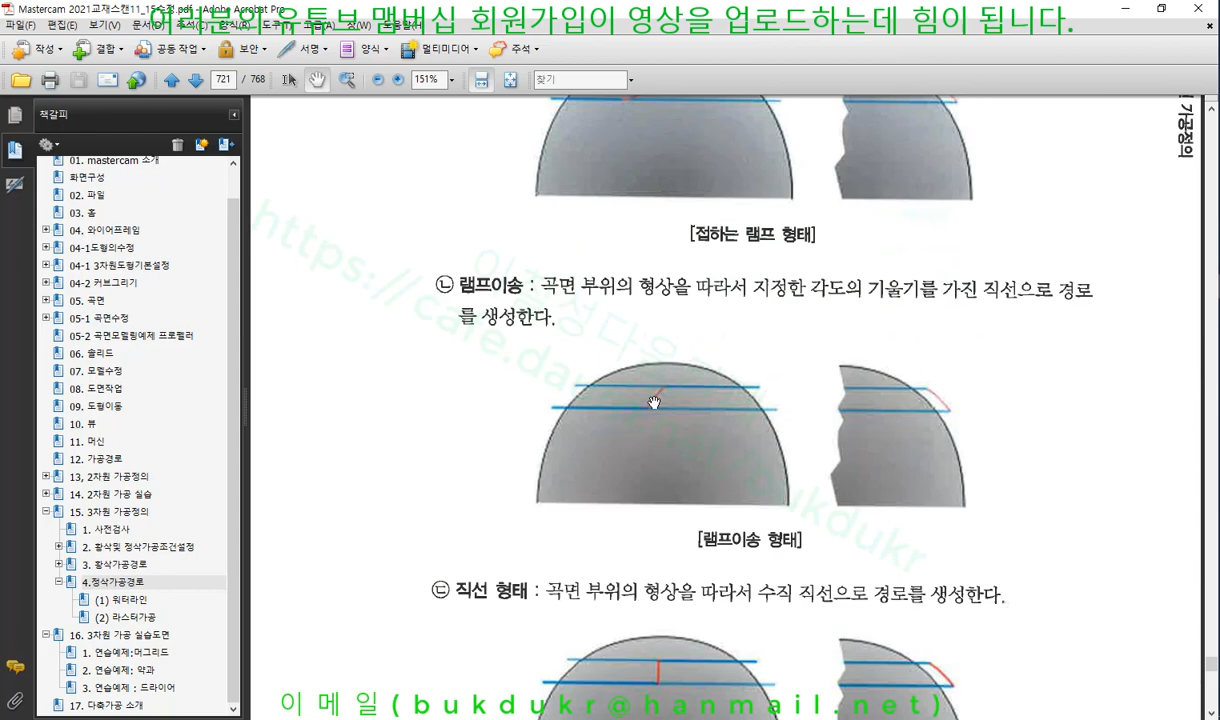 Mastercam 2021교재스캔11_15수정.pdf - Adobe Acrobat Pro
유튜브 맴버십 회원가입이 영상을 업로드하는데 힘이 됩니다.
파일(F) 편집(E) 보기(V)
작성 결합 공동 작업 보안 서명 양식 멀티미디어 주석
721 / 768 151% 찾기
책갈피
01. mastercam 소개
화면구성
02. 파일
03. 홈
04. 와이어프레임
04-1도형의수정
04-1 3차원도형기본설정
04-2 커브그리기
05. 곡면
05-1 곡면수정
05-2 곡면모델링예제 프로펠러
06. 솔리드
07. 모델수정
08. 도면작업
09. 도형이동
10. 뷰
11. 머신
12. 가공경로
13, 2차원 가공정의
14. 2차원 가공 실습
15. 3차원 가공정의
1. 사전검사
2. 황삭및 정삭가공조건설정
3. 황삭가공경로
4.정삭가공경로
(1) 워터라인
(2) 라스터가공
16. 3차원 가공 실습도면
1. 연습예제:머그리드
2. 연습예제: 약과
3. 연습예제 : 드라이어
17. 다축가공 소개
가공정의
[접하는 램프 형태]
㉡ 램프이송 : 곡면 부위의 형상을 따라서 지정한 각도의 기울기를 가진 직선으로 경로
를 생성한다.
[램프이송 형태]
㉢ 직선 형태 : 곡면 부위의 형상을 따라서 수직 직선으로 경로를 생성한다.
이 메 일 ( b u k d u k r @ h a n m a i l . n e t )